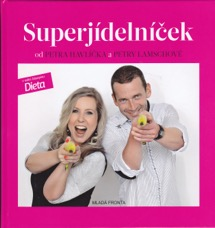 Superjídelníček
od PETRA HAVLÍČKA a PETRY LAMSCHOVÉ
Dieta
MLADÁ FRONTA